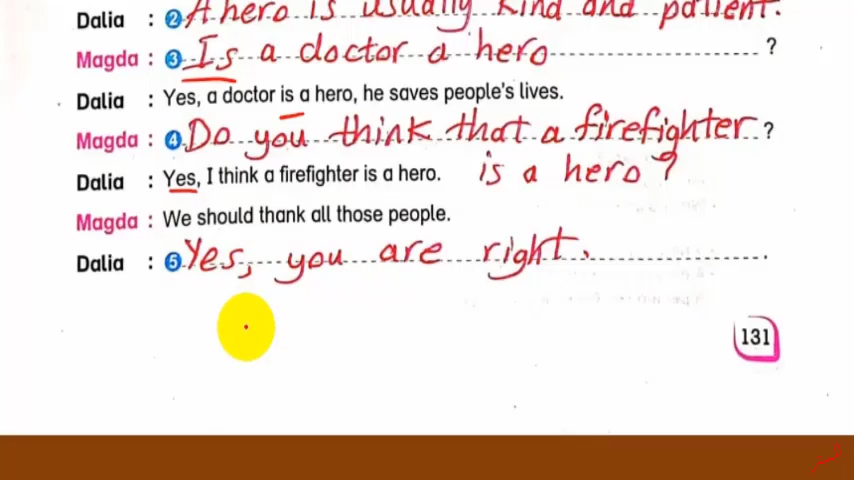 Dalia : ② A hero is usually kind and patient.
Magda : ③ Is a doctor a hero ?
Dalia : Yes, a doctor is a hero, he saves people's lives.
Magda : ④ Do you think that a firefighter ?
is a hero ?
Dalia : Yes, I think a firefighter is a hero.
Magda : We should thank all those people.
Dalia : ⑤ Yes, you are right.
131